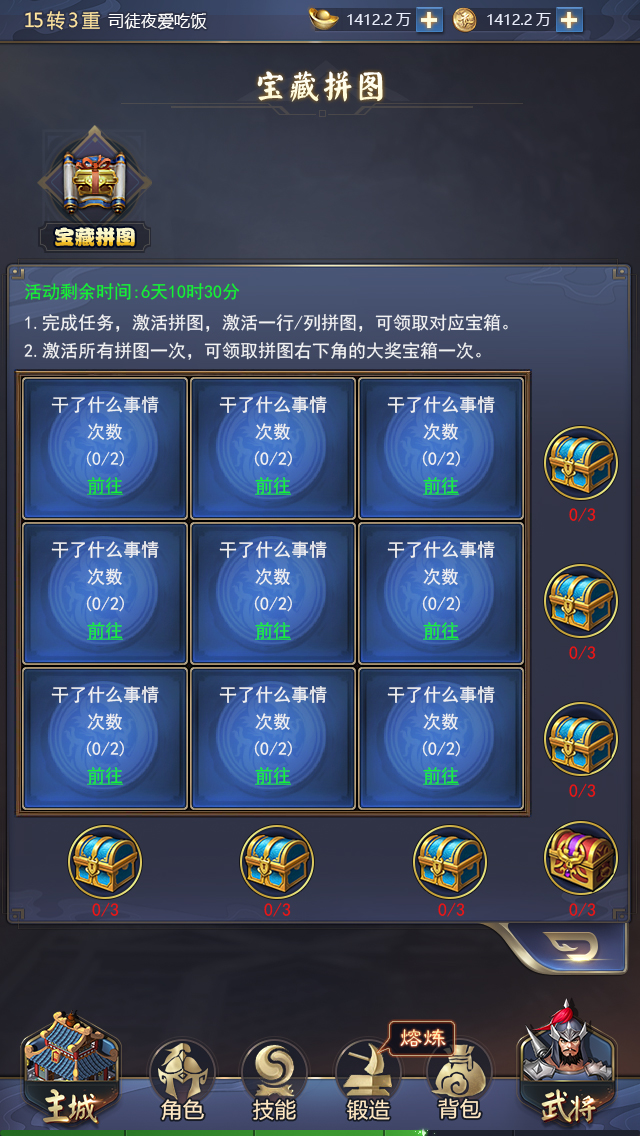 15转3重 司徒夜爱吃饭 1412.2万 1412.2万
宝藏拼图
宝藏拼图
活动剩余时间:6天10时30分
1.完成任务，激活拼图，激活一行/列拼图，可领取对应宝箱。
2.激活所有拼图一次，可领取拼图右下角的大奖宝箱一次。
干了什么事情 干了什么事情 干了什么事情
次数 次数 次数
(0/2) (0/2) (0/2)
前往 前往 前往
0/3
干了什么事情 干了什么事情 干了什么事情
次数 次数 次数
(0/2) (0/2) (0/2)
前往 前往 前往
0/3
干了什么事情 干了什么事情 干了什么事情
次数 次数 次数
(0/2) (0/2) (0/2)
前往 前往 前往
0/3
0/3 0/3 0/3 0/3
熔炼
主城 角色 技能 锻造 背包 武将